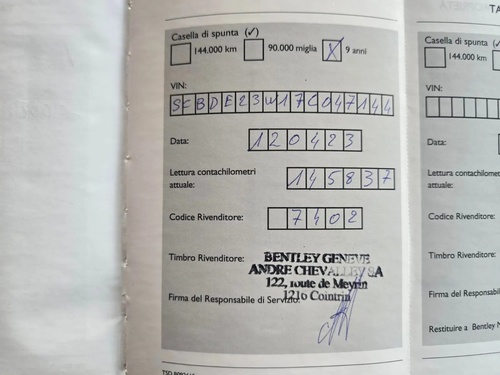 TA
Casella di spunta (✓)
144.000 km
90.000 miglia
X
9 anni
VIN:
SCBDE23W17C047144
Data:
120423
Lettura contachilometri
attuale:
145837
Codice Rivenditore:
7402
Timbro Rivenditore:
BENTLEY GENEVE
ANDRE CHEVALLEY SA
122, route de Meyrin
1216 Cointrin
Firma del Responsabile di Servizio:
Casella di spunta (✓)
144.000 km
VIN:
Data:
Lettura contachilometri
attuale:
Codice Rivenditore:
Timbro Rivenditore:
Firma del Responsabile
Restituire a Bentley M